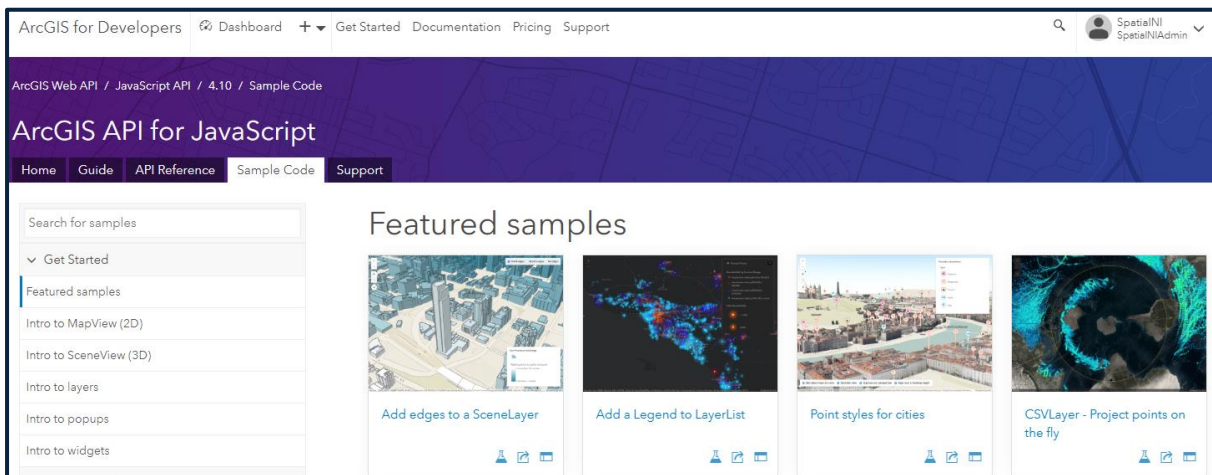 ArcGIS for Developers Dashboard + Get Started Documentation Pricing Support
SpatialNI
SpatialNIAdmin
ArcGIS Web API / JavaScript API / 4.10 / Sample Code
ArcGIS API for JavaScript
Home Guide API Reference Sample Code Support
Search for samples
Get Started
Featured samples
Intro to MapView (2D)
Intro to SceneView (3D)
Intro to layers
Intro to popups
Intro to widgets
Featured samples
Add edges to a SceneLayer
Add a Legend to LayerList
Point styles for cities
CSVLayer - Project points on
the fly